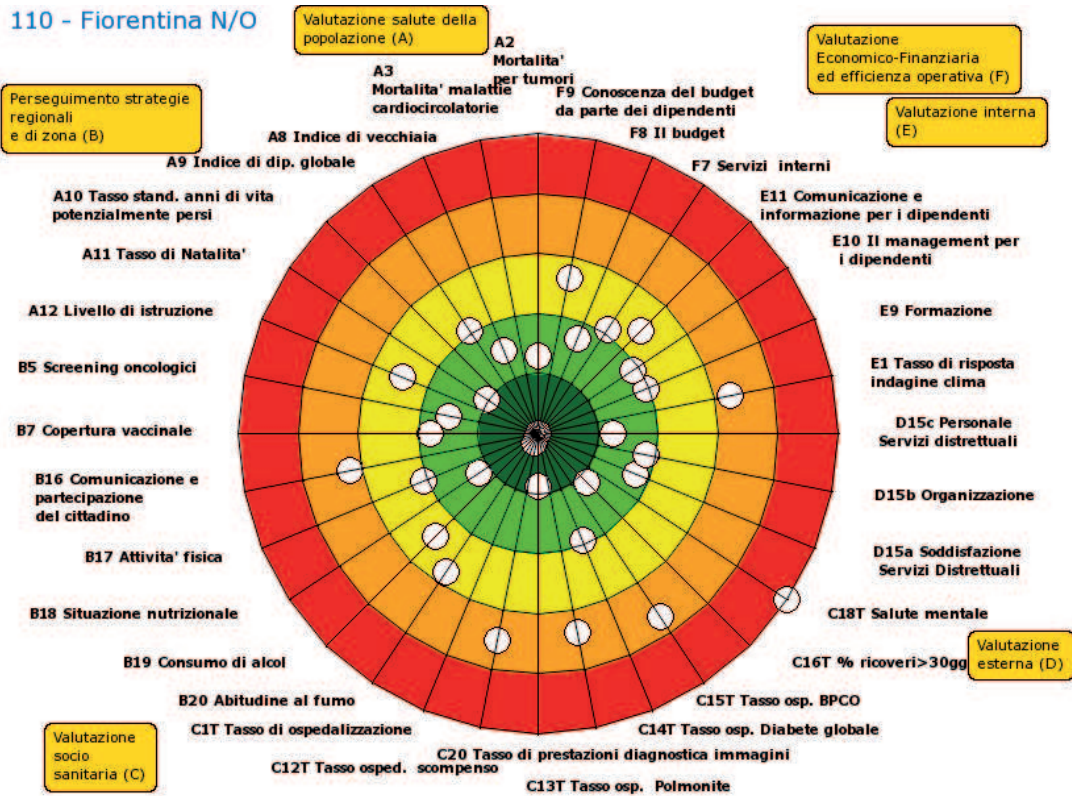 110 - Fiorentina N/O
Valutazione salute della
popolazione (A)
Valutazione
Economico-Finanziaria
ed efficienza operativa (F)
Valutazione interna
(E)
Perseguimento strategie
regionali
e di zona (B)
A2
Mortalita'
per tumori
A3
Mortalita' malattie
cardiocircolatorie
F9 Conoscenza del budget
da parte dei dipendenti
F8 Il budget
F7 Servizi interni
E11 Comunicazione e
informazione per i dipendenti
E10 Il management per
i dipendenti
E9 Formazione
E1 Tasso di risposta
indagine clima
D15c Personale
Servizi distrettuali
D15b Organizzazione
D15a Soddisfazione
Servizi Distrettuali
C18T Salute mentale
Valutazione
esterna (D)
C16T % ricoveri>30gg
C15T Tasso osp. BPCO
C14T Tasso osp. Diabete globale
C20 Tasso di prestazioni diagnostica immagini
C13T Tasso osp. Polmonite
C12T Tasso osped. scompenso
C1T Tasso di ospedalizzazione
B20 Abitudine al fumo
B19 Consumo di alcol
B18 Situazione nutrizionale
B17 Attivita' fisica
B16 Comunicazione e
partecipazione
del cittadino
B7 Copertura vaccinale
B5 Screening oncologici
A12 Livello di istruzione
A11 Tasso di Natalita'
A10 Tasso stand. anni di vita
potenzialmente persi
A9 Indice di dip. globale
A8 Indice di vecchiaia
Valutazione
socio
sanitaria (C)